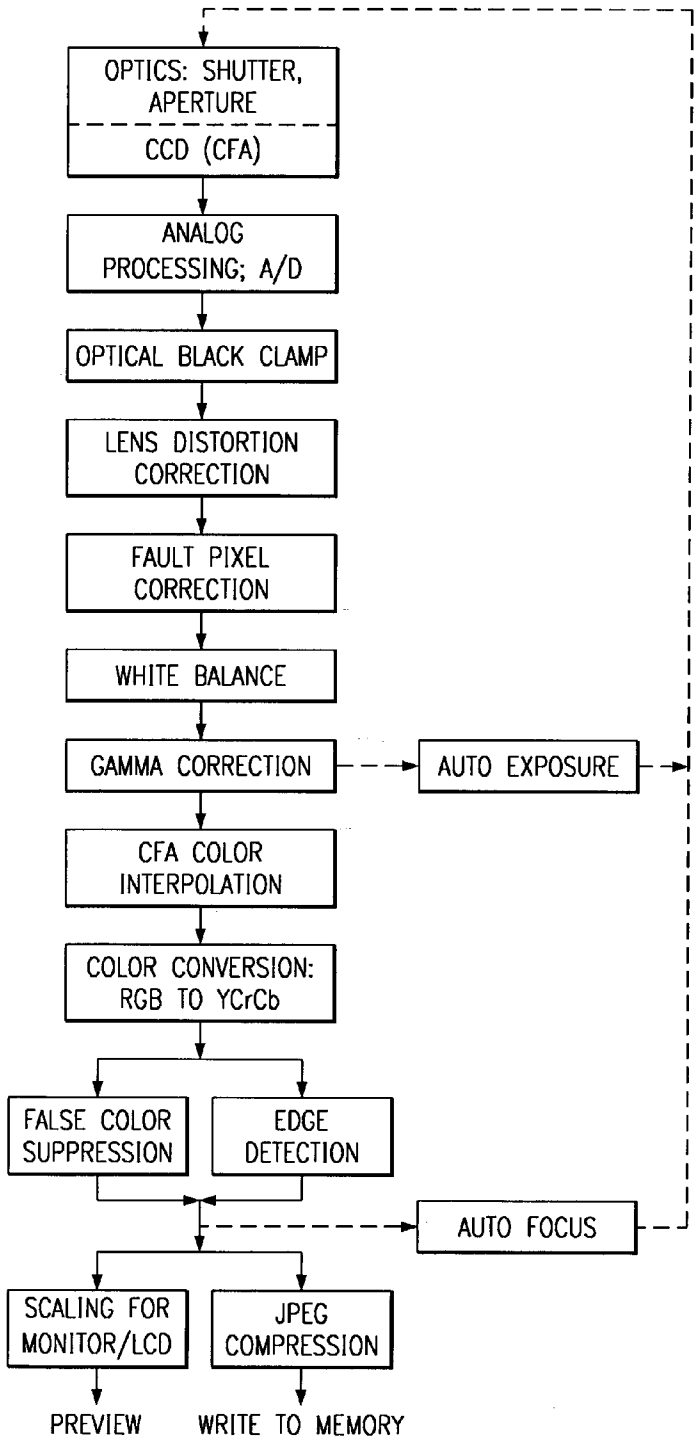 OPTICS: SHUTTER,
APERTURE
CCD (CFA)
ANALOG
PROCESSING; A/D
OPTICAL BLACK CLAMP
LENS DISTORTION
CORRECTION
FAULT PIXEL
CORRECTION
WHITE BALANCE
GAMMA CORRECTION
AUTO EXPOSURE
CFA COLOR
INTERPOLATION
COLOR CONVERSION:
RGB TO YCrCb
FALSE COLOR
SUPPRESSION
EDGE
DETECTION
AUTO FOCUS
SCALING FOR
MONITOR/LCD
JPEG
COMPRESSION
PREVIEW
WRITE TO MEMORY